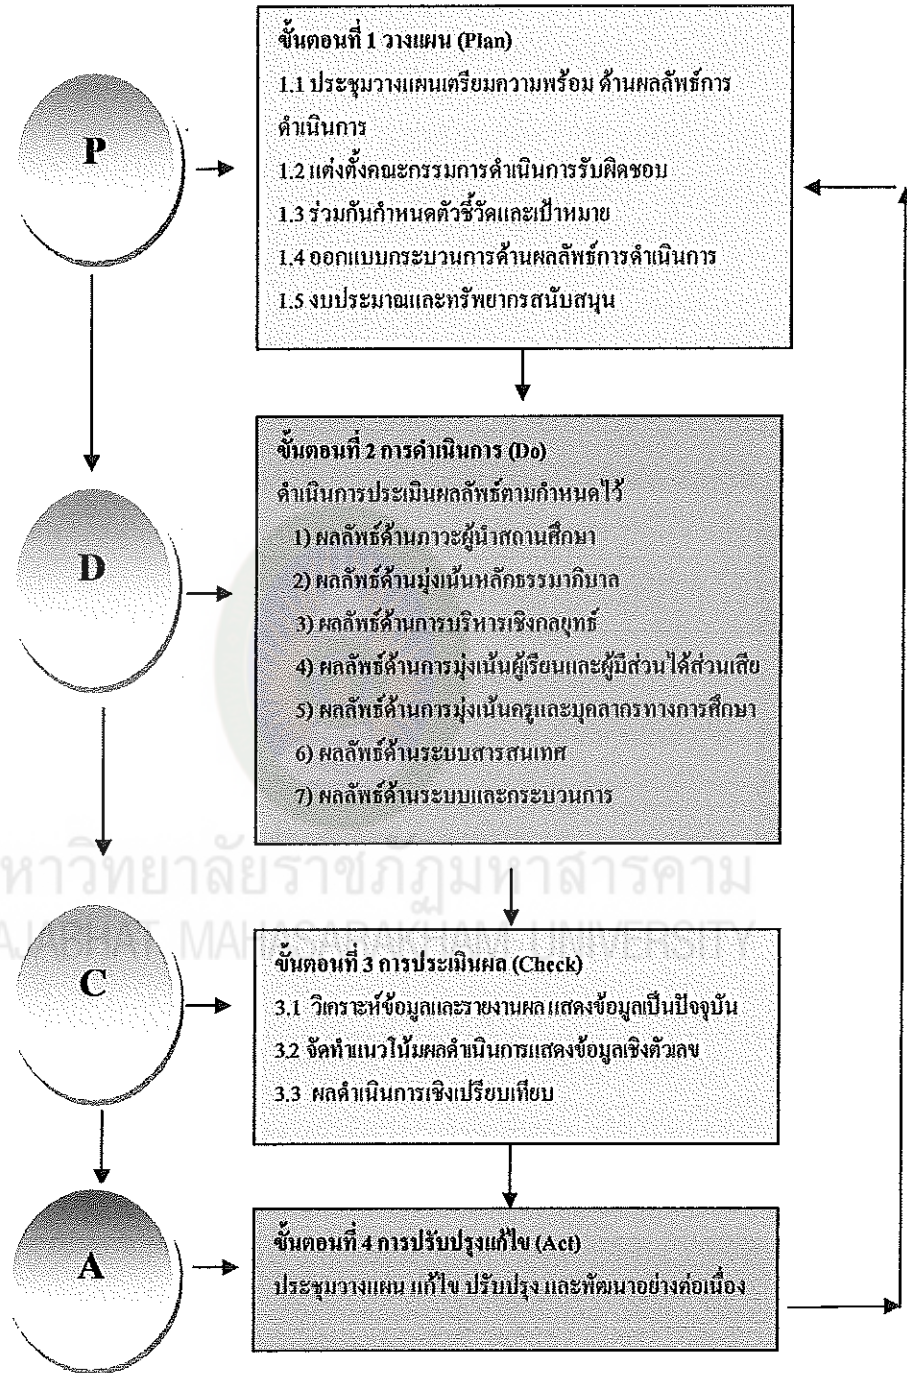 P
ขั้นตอนที่ 1 วางแผน (Plan)
1.1 ประชุมวางแผนเตรียมความพร้อม ด้านผลลัพธ์การ
ดำเนินการ
1.2 แต่งตั้งคณะกรรมการดำเนินการรับผิดชอบ
1.3 ร่วมกันกำหนดตัวชี้วัดและเป้าหมาย
1.4 ออกแบบกระบวนการด้านผลลัพธ์การดำเนินการ
1.5 งบประมาณและทรัพยากรสนับสนุน
D
ขั้นตอนที่ 2 การดำเนินการ (Do)
ดำเนินการประเมินผลลัพธ์ตามกำหนดไว้
1) ผลลัพธ์ด้านภาวะผู้นำสถานศึกษา
2) ผลลัพธ์ด้านมุ่งเน้นหลักธรรมาภิบาล
3) ผลลัพธ์ด้านการบริหารเชิงกลยุทธ์
4) ผลลัพธ์ด้านการมุ่งเน้นผู้เรียนและผู้มีส่วนได้ส่วนเสีย
5) ผลลัพธ์ด้านการมุ่งเน้นครูและบุคลากรทางการศึกษา
6) ผลลัพธ์ด้านระบบสารสนเทศ
7) ผลลัพธ์ด้านระบบและกระบวนการ
หาวิทยาลัยราชภัฏมหาสารคาม
MAHASARAKHAM UNIVERSITY
C
ขั้นตอนที่ 3 การประเมินผล (Check)
3.1 วิเคราะห์ข้อมูลและรายงานผล แสดงข้อมูลเป็นปัจจุบัน
3.2 จัดทำแนวโน้มผลดำเนินการแสดงข้อมูลเชิงตัวเลข
3.3 ผลดำเนินการเชิงเปรียบเทียบ
A
ขั้นตอนที่ 4 การปรับปรุงแก้ไข (Act)
ประชุมวางแผน แก้ไข ปรับปรุง และพัฒนาอย่างต่อเนื่อง